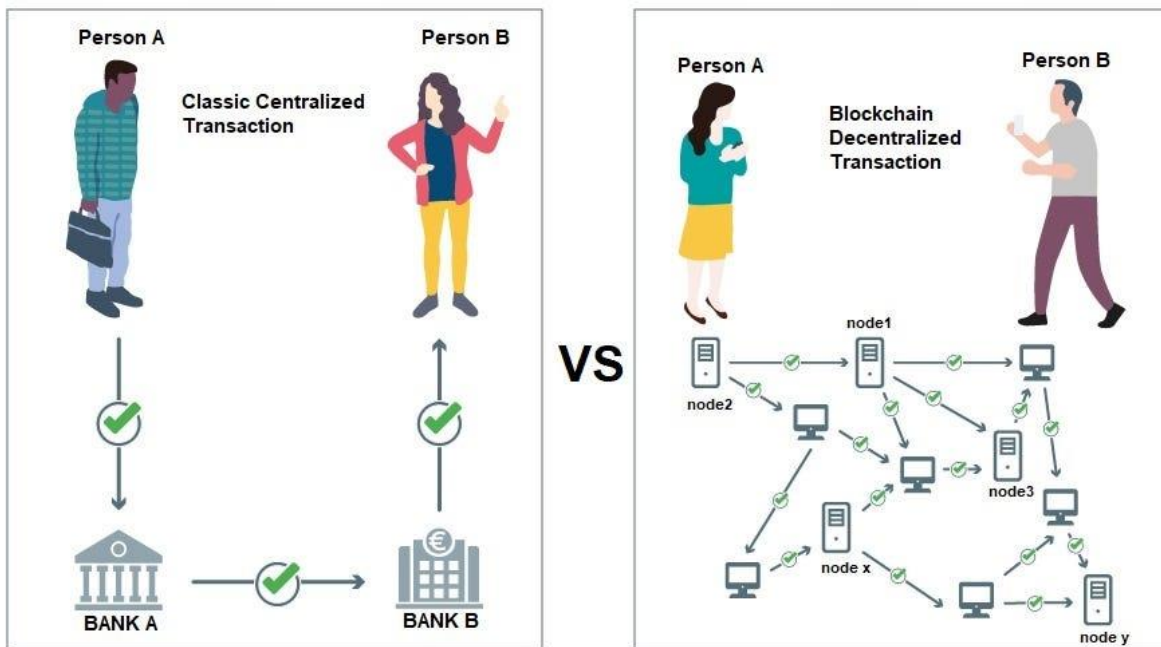 Person A
Person B
Classic Centralized
Transaction
BANK A
€
BANK B
VS
Person A
Person B
Blockchain
Decentralized
Transaction
node1
node2
node3
node x
node y